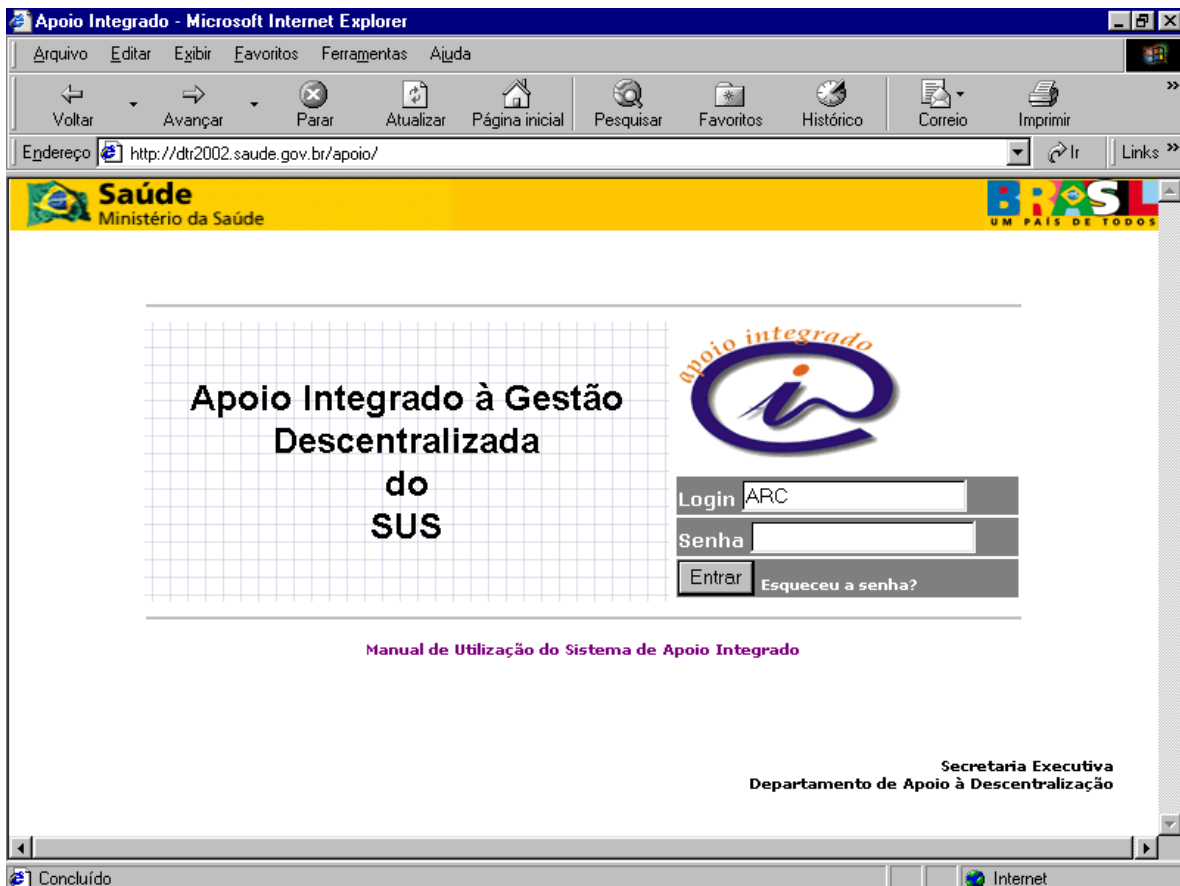 Apoio Integrado - Microsoft Internet Explorer
Arquivo Editar Exibir Favoritos Ferramentas Ajuda
Voltar Avançar Parar Atualizar Página inicial Pesquisar Favoritos Histórico Correio Imprimir »
Endereço http://dtr2002.saude.gov.br/apoio/ Ir Links »
Saúde
Ministério da Saúde
BRASIL
UM PAÍS DE TODOS
apoio integrado
Apoio Integrado à Gestão
Descentralizada
do
SUS
Login ARC
Senha
Entrar Esqueceu a senha?
Manual de Utilização do Sistema de Apoio Integrado
Secretaria Executiva
Departamento de Apoio à Descentralização
Concluído Internet